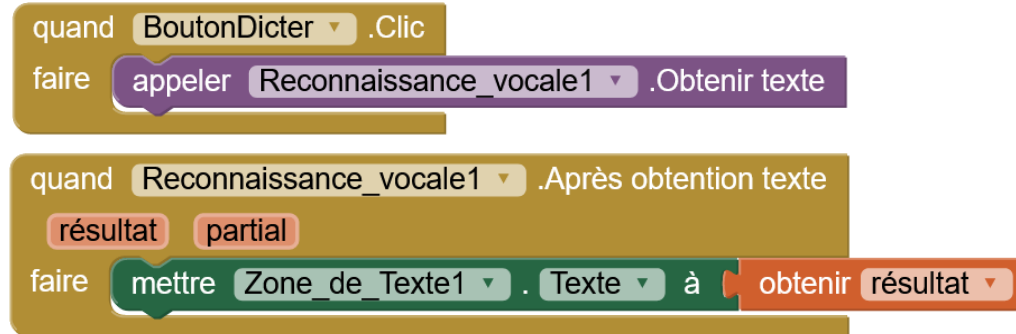 quand BoutonDicter .Clic
faire appeler Reconnaissance_vocale1 .Obtenir texte
quand Reconnaissance_vocale1 .Après obtention texte
résultat partial
faire mettre Zone_de_Texte1 . Texte à obtenir résultat